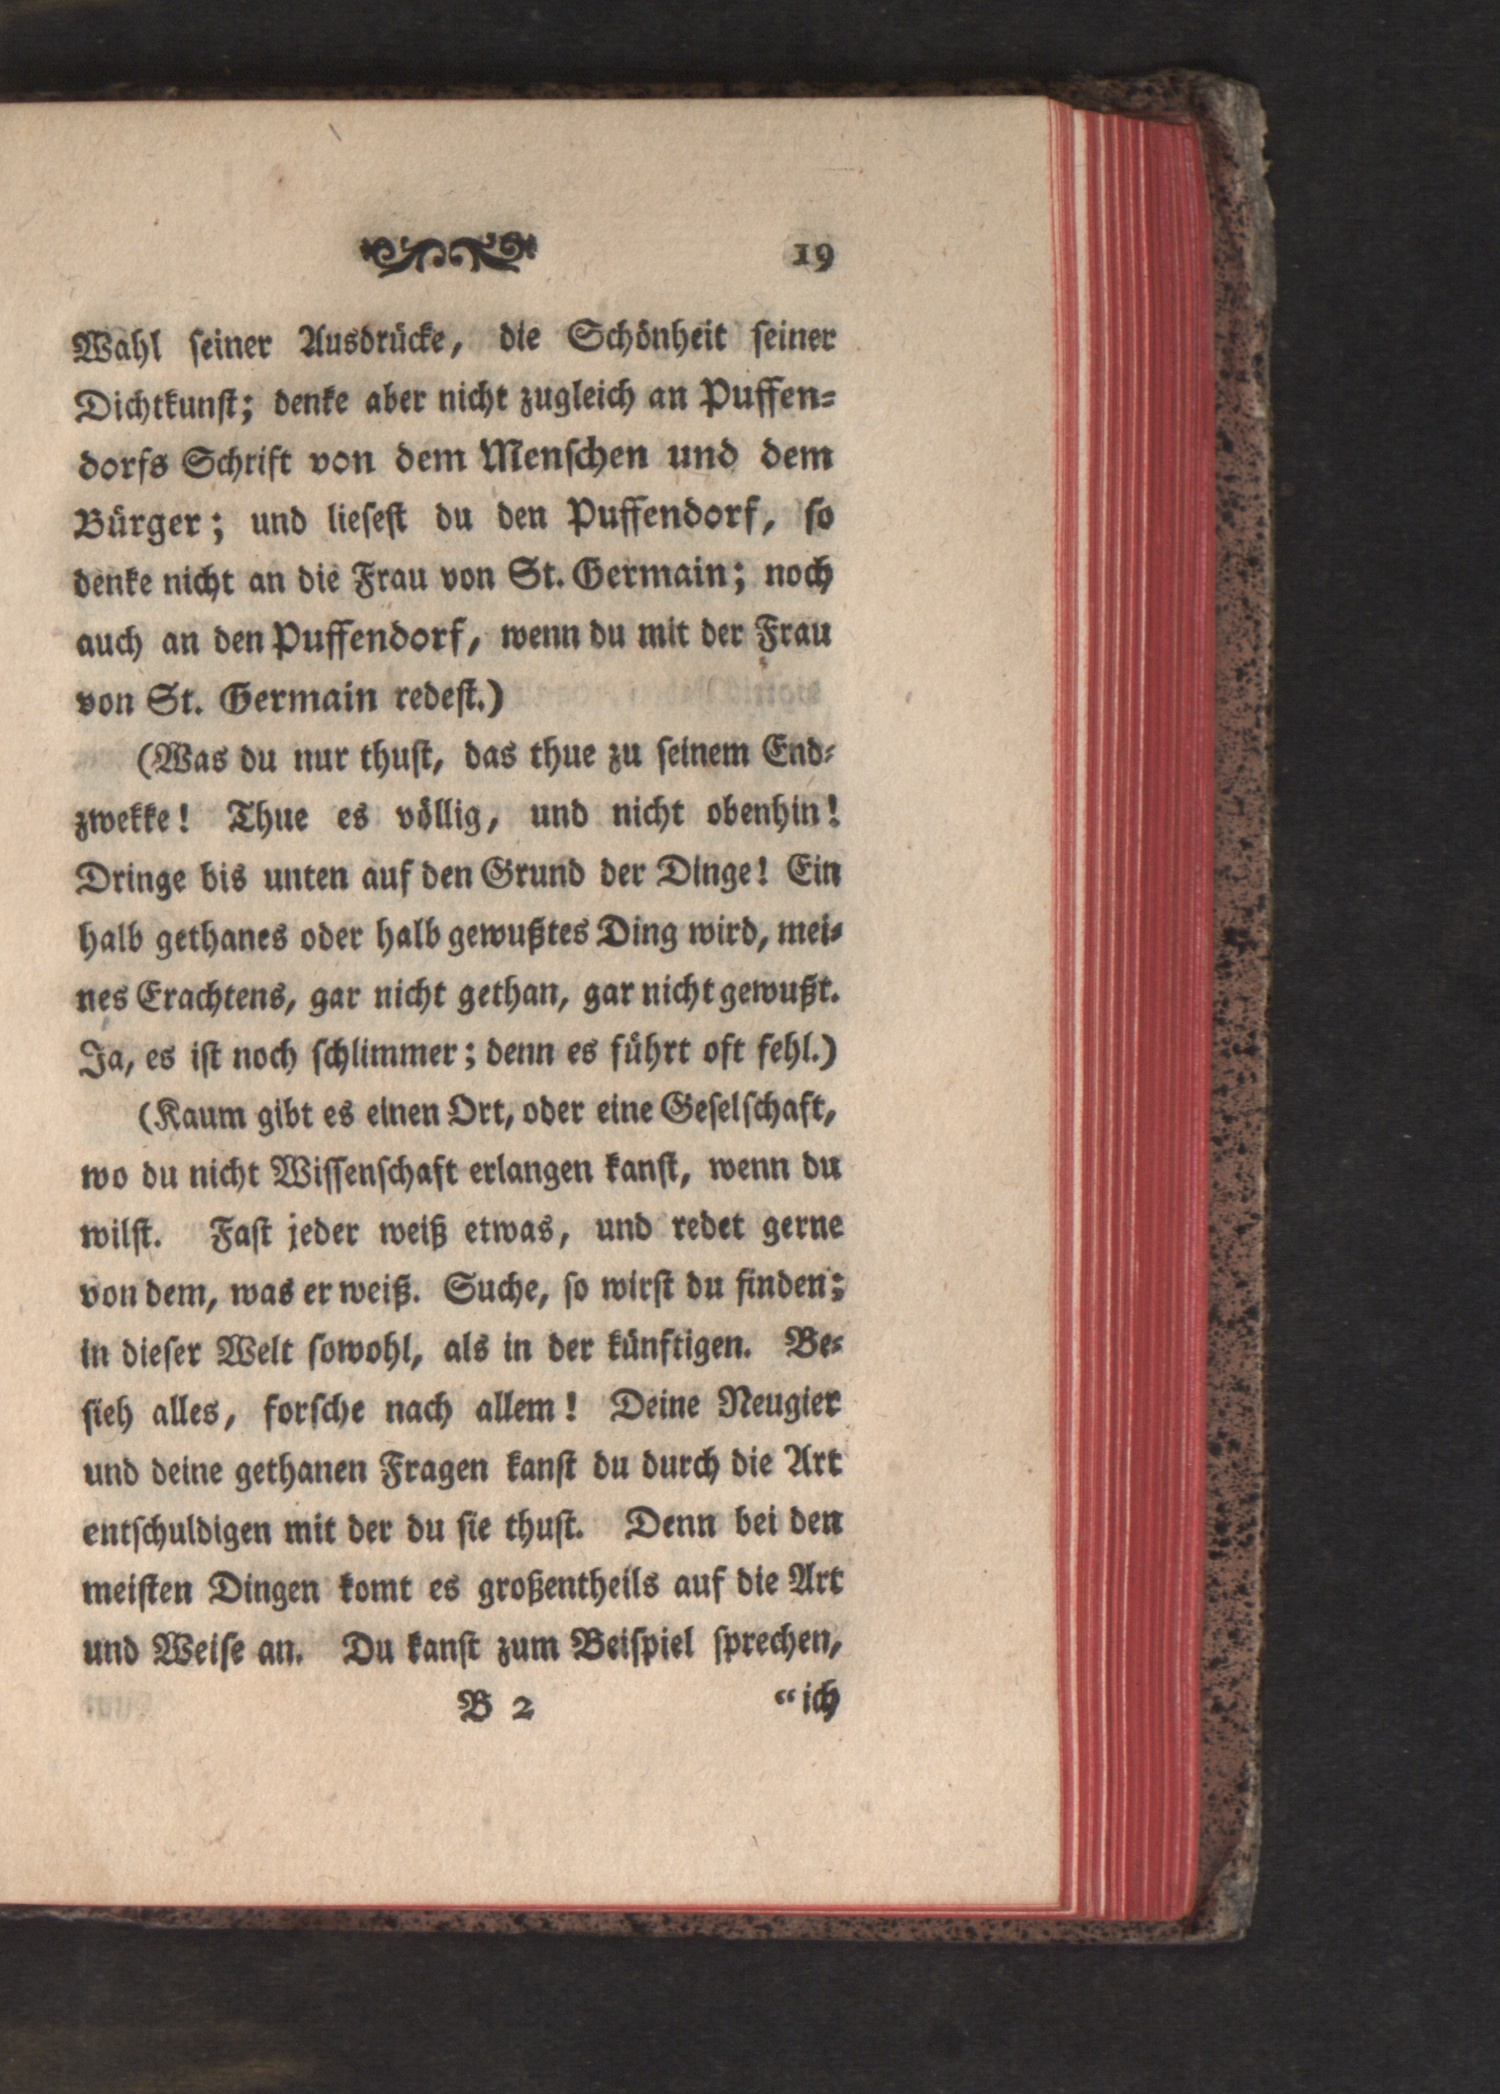 19
Wahl seiner Ausdrücke, die Schönheit seiner
Dichtkunst; denke aber nicht zugleich an Puffen-
dorfs Schrift von dem Menschen und dem
Bürger; und liesest du den Puffendorf, so
denke nicht an die Frau von St. Germain; noch
auch an den Puffendorf, wenn du mit der Frau
von St. Germain redest.)
(Was du nur thust, das thue zu seinem End-
zwekke! Thue es völlig, und nicht obenhin!
Dringe bis unten auf den Grund der Dinge! Ein
halb gethanes oder halb gewußtes Ding wird, mei-
nes Erachtens, gar nicht gethan, gar nicht gewußt.
Ja, es ist noch schlimmer; denn es führt oft fehl.)
(Kaum gibt es einen Ort, oder eine Geselschaft,
wo du nicht Wissenschaft erlangen kanst, wenn du
wilst. Fast jeder weiß etwas, und redet gerne
von dem, was er weiß. Suche, so wirst du finden;
in dieser Welt sowohl, als in der künftigen. Be-
sieh alles, forsche nach allem! Deine Neugier
und deine gethanen Fragen kanst du durch die Art
entschuldigen mit der du sie thust. Denn bei den
meisten Dingen komt es großentheils auf die Art
und Weise an. Du kanst zum Beispiel sprechen,
B 2 “ich